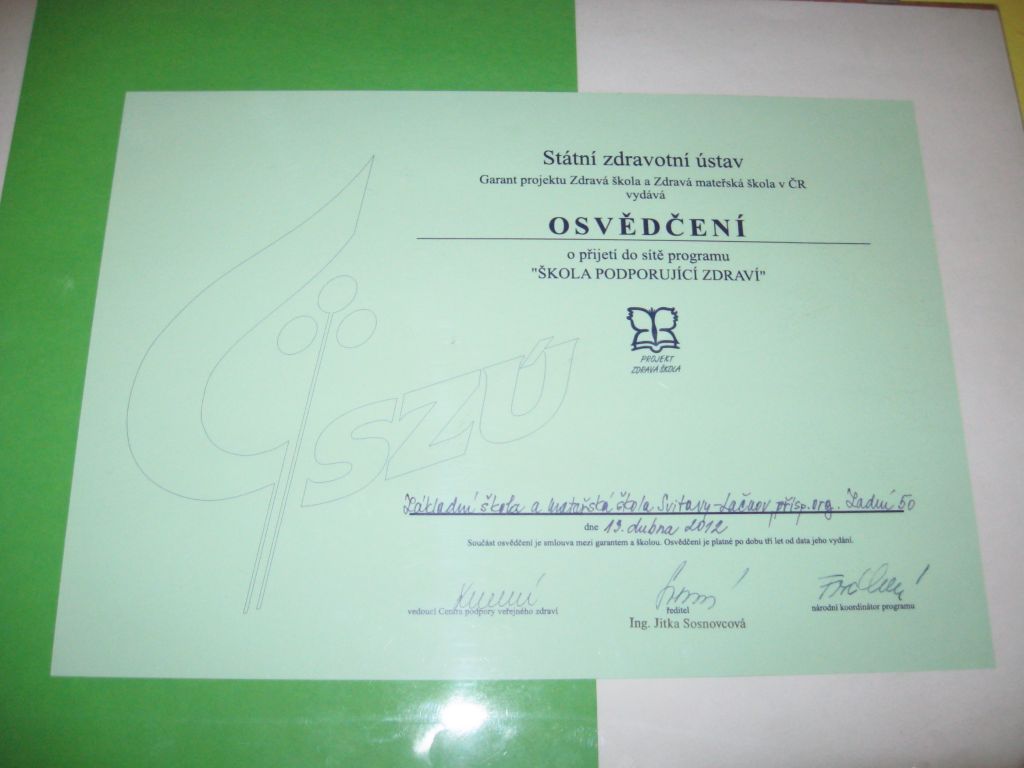 Státní zdravotní ústav
Garant projektu Zdravá škola a Zdravá mateřská škola v ČR
vydává
OSVĚDČENÍ
o přijetí do sítě programu
"ŠKOLA PODPORUJÍCÍ ZDRAVÍ"
PROJEKT
ZDRAVÁ ŠKOLA
SZÚ
Základní škola a mateřská škola Svitavy-Lačnov, přísp.org. Zadní 50
dne 19. dubna 2012
Součást osvědčení je smlouva mezi garantem a školou. Osvědčení je platné po dobu tří let od data jeho vydání.
vedoucí Centra podpory veřejného zdraví
ředitel
Ing. Jitka Sosnovcová
národní koordinátor programu